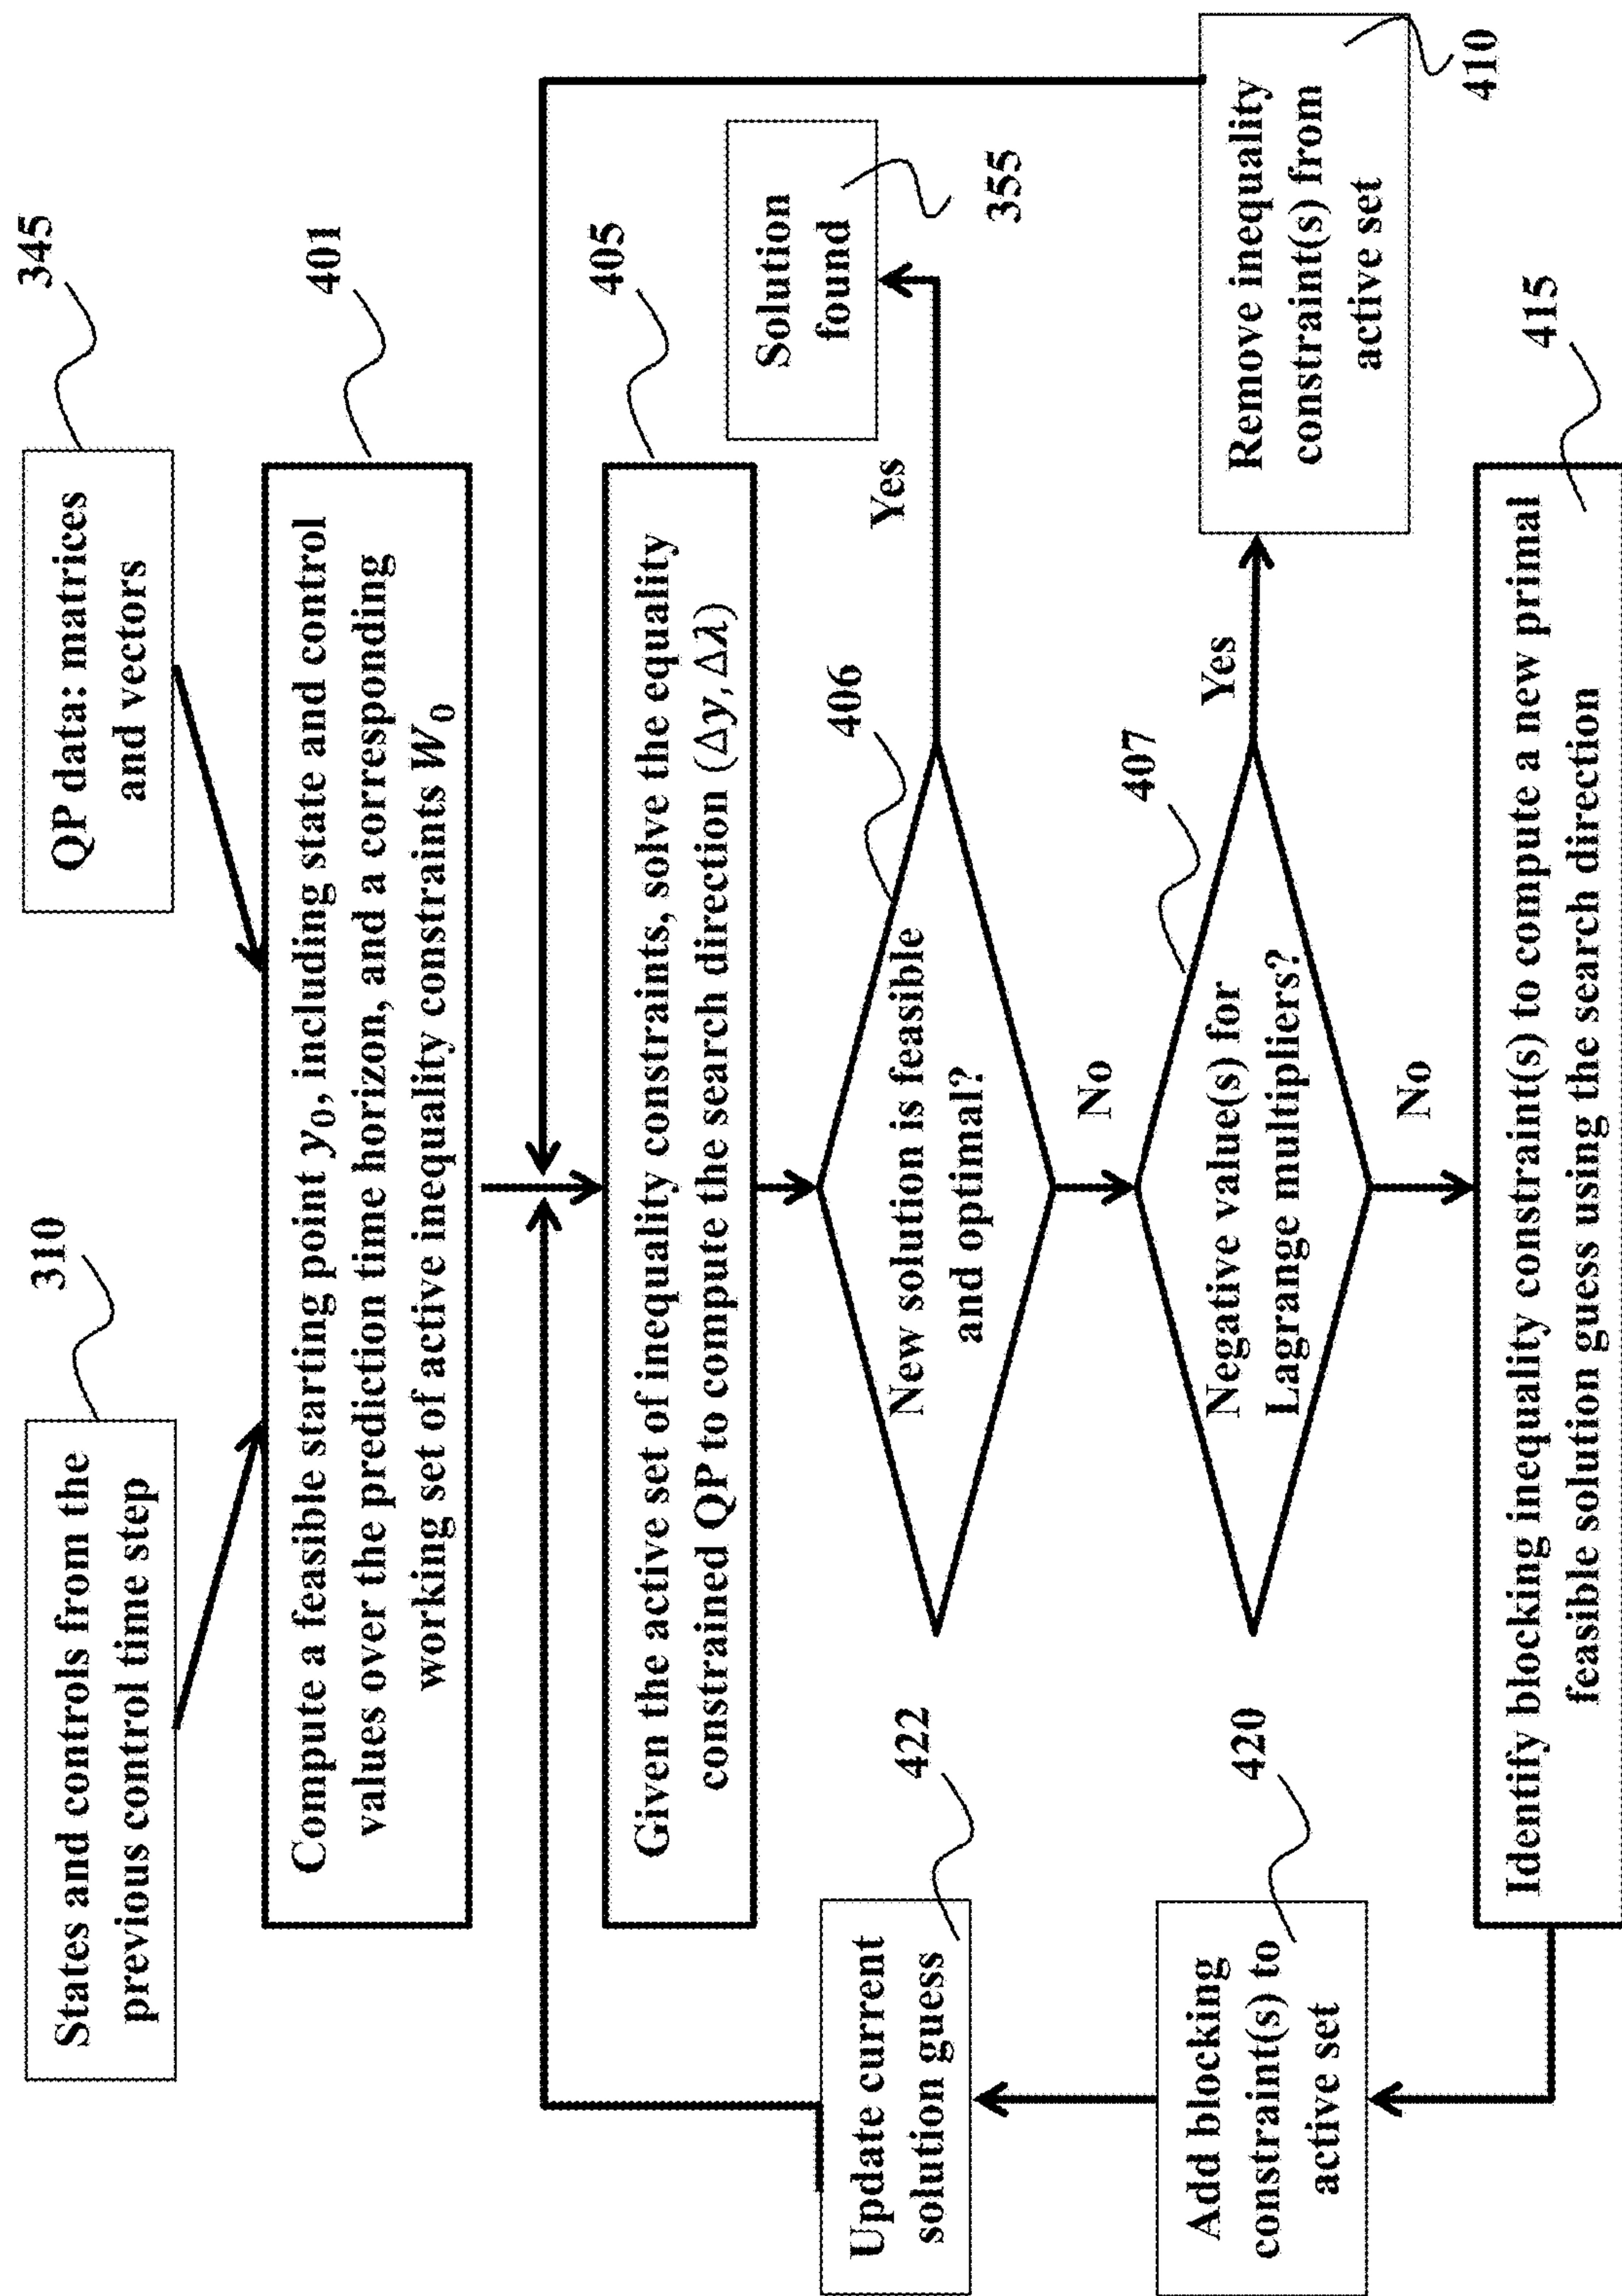 310
States and controls from the
previous control time step
345
QP data: matrices
and vectors
401
Compute a feasible starting point y₀, including state and control
values over the prediction time horizon, and a corresponding
working set of active inequality constraints W₀
405
Given the active set of inequality constraints, solve the equality
constrained QP to compute the search direction (Δy, Δλ)
406
New solution is feasible
and optimal?
Yes
Solution
found
355
No
407
Negative value(s) for
Lagrange multipliers?
Yes
Remove inequality
constraint(s) from
active set
410
No
415
Identify blocking inequality constraint(s) to compute a new primal
feasible solution guess using the search direction
420
Add blocking
constraint(s) to
active set
422
Update current
solution guess